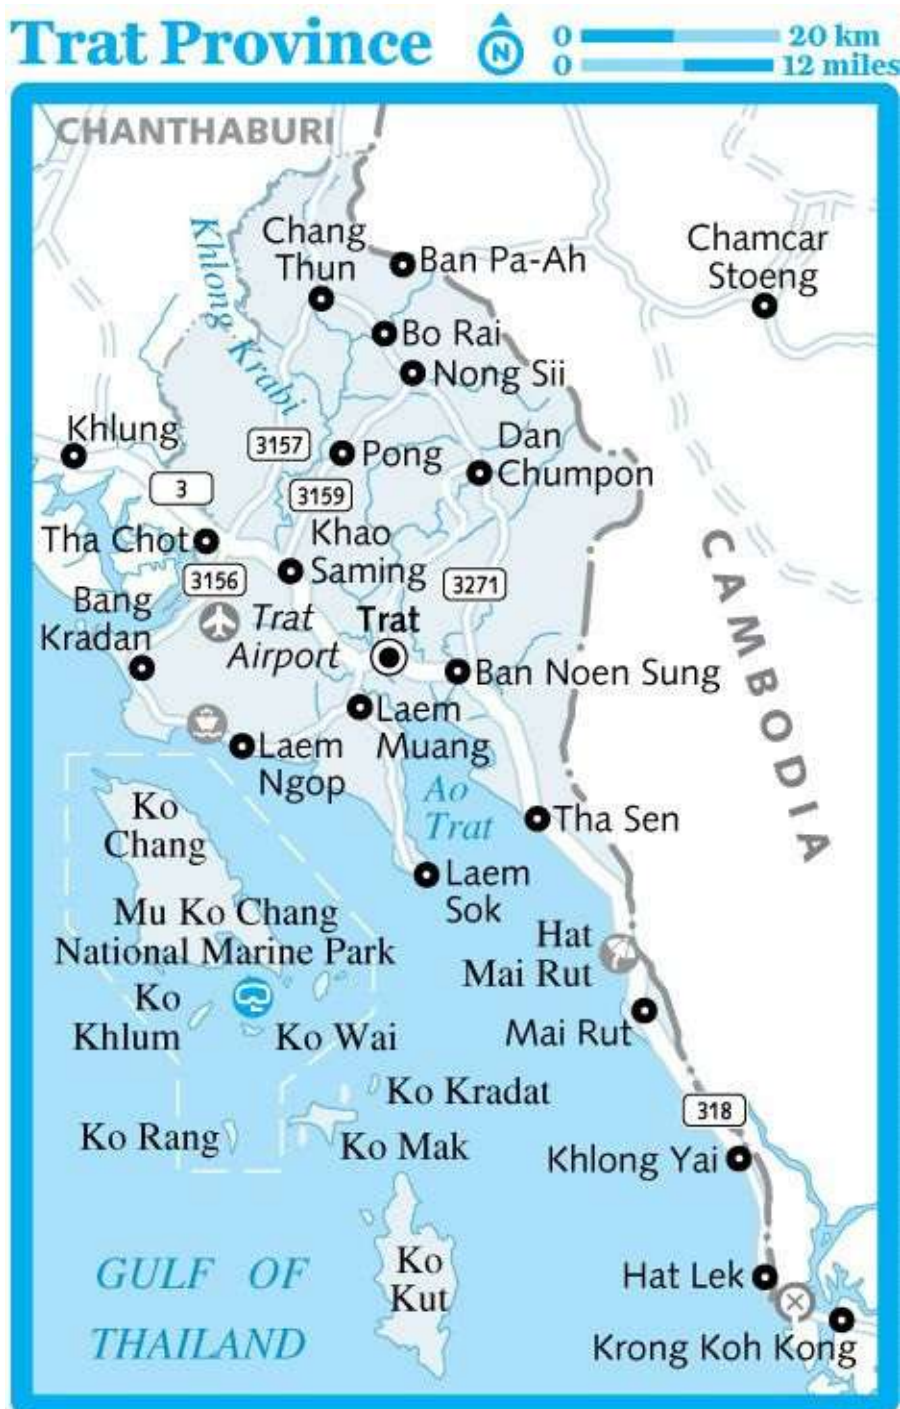 Trat Province
N
0 20 km
0 12 miles
CHANTHABURI
Khlong Krabi
Chang
Thun
Ban Pa-Ah
Chamcar
Stoeng
Bo Rai
Nong Sii
Khlung
3157
Pong
Dan
Chumpon
3
3159
Tha Chot
Khao
Saming
3156
3271
CAMBODIA
Bang
Kradan
Trat
Airport
Trat
Ban Noen Sung
Laem
Muang
Laem
Ngop
Ao
Trat
Tha Sen
Ko
Chang
Laem
Sok
Mu Ko Chang
National Marine Park
Hat
Mai Rut
Ko
Khlum
Ko Wai
Mai Rut
Ko Kradat
318
Ko Rang
Ko Mak
Khlong Yai
GULF OF
THAILAND
Ko
Kut
Hat Lek
Krong Koh Kong